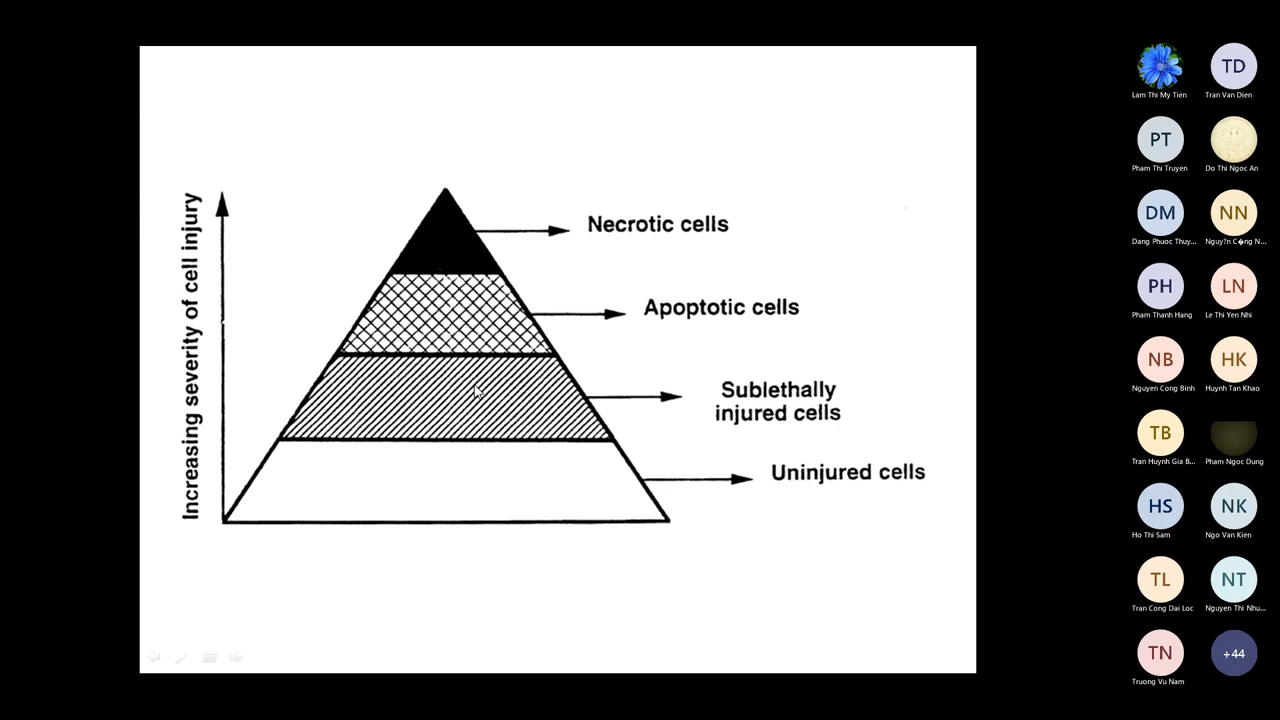 Increasing severity of cell injury
Necrotic cells
Apoptotic cells
Sublethally
injured cells
Uninjured cells
Lam Thi My Tien
TD
Tran Van Dien
PT
Pham Thi Truyen
Do Thi Ngoc An
DM
Dang Phuoc Thuy...
NN
Nguy?n C�ng N...
PH
Pham Thanh Hang
LN
Le Thi Yen Nhi
NB
Nguyen Cong Binh
HK
Huynh Tan Khao
TB
Tran Huynh Gia B...
Pham Ngoc Dung
HS
Ho Thi Sam
NK
Ngo Van Kien
TL
Tran Cong Dai Loc
NT
Nguyen Thi Nhu...
TN
Truong Vu Nam
+44